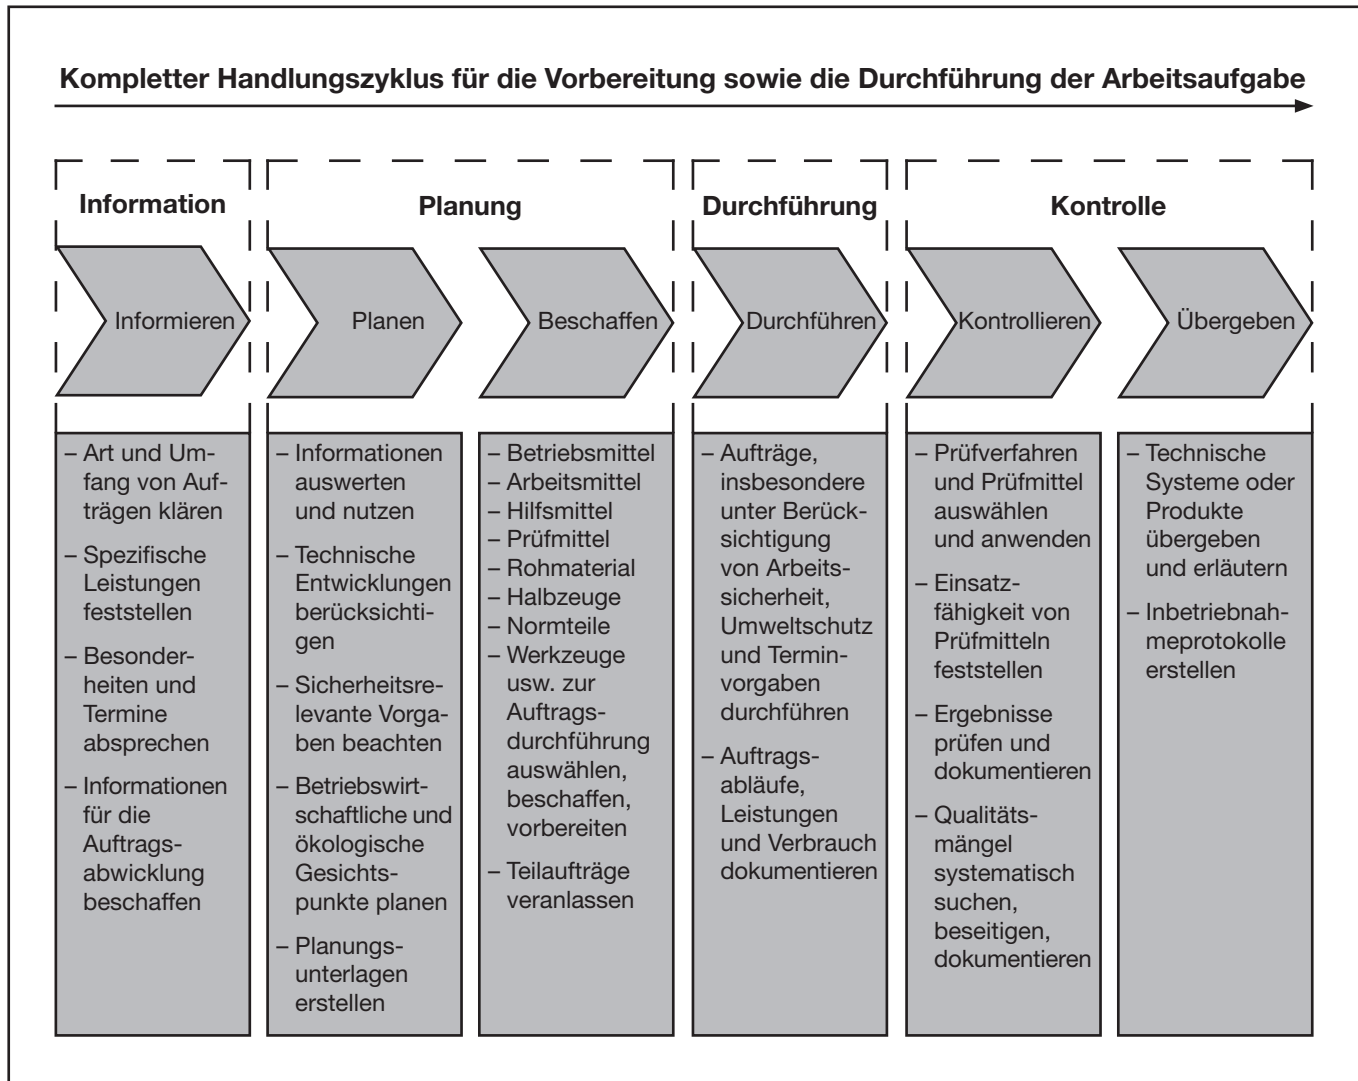 Kompletter Handlungszyklus für die Vorbereitung sowie die Durchführung der Arbeitsaufgabe
Information
Planung
Durchführung
Kontrolle
Informieren
Planen
Beschaffen
Durchführen
Kontrollieren
Übergeben
– Art und Um-
fang von Auf-
trägen klären
– Spezifische
Leistungen
feststellen
– Besonder-
heiten und
Termine
absprechen
– Informationen
für die
Auftrags-
abwicklung
beschaffen
– Informationen
auswerten
und nutzen
– Technische
Entwicklungen
berücksichti-
gen
– Sicherheitsre-
levante Vorga-
ben beachten
– Betriebswirt-
schaftliche und
ökologische
Gesichts-
punkte planen
– Planungs-
unterlagen
erstellen
– Betriebsmittel
– Arbeitsmittel
– Hilfsmittel
– Prüfmittel
– Rohmaterial
– Halbzeuge
– Normteile
– Werkzeuge
usw. zur
Auftrags-
durchführung
auswählen,
beschaffen,
vorbereiten
– Teilaufträge
veranlassen
– Aufträge,
insbesondere
unter Berück-
sichtigung
von Arbeits-
sicherheit,
Umweltschutz
und Termin-
vorgaben
durchführen
– Auftrags-
abläufe,
Leistungen
und Verbrauch
dokumentieren
– Prüfverfahren
und Prüfmittel
auswählen
und anwenden
– Einsatz-
fähigkeit von
Prüfmitteln
feststellen
– Ergebnisse
prüfen und
dokumentieren
– Qualitäts-
mängel
systematisch
suchen,
beseitigen,
dokumentieren
– Technische
Systeme oder
Produkte
übergeben
und erläutern
– Inbetriebnah-
meprotokolle
erstellen